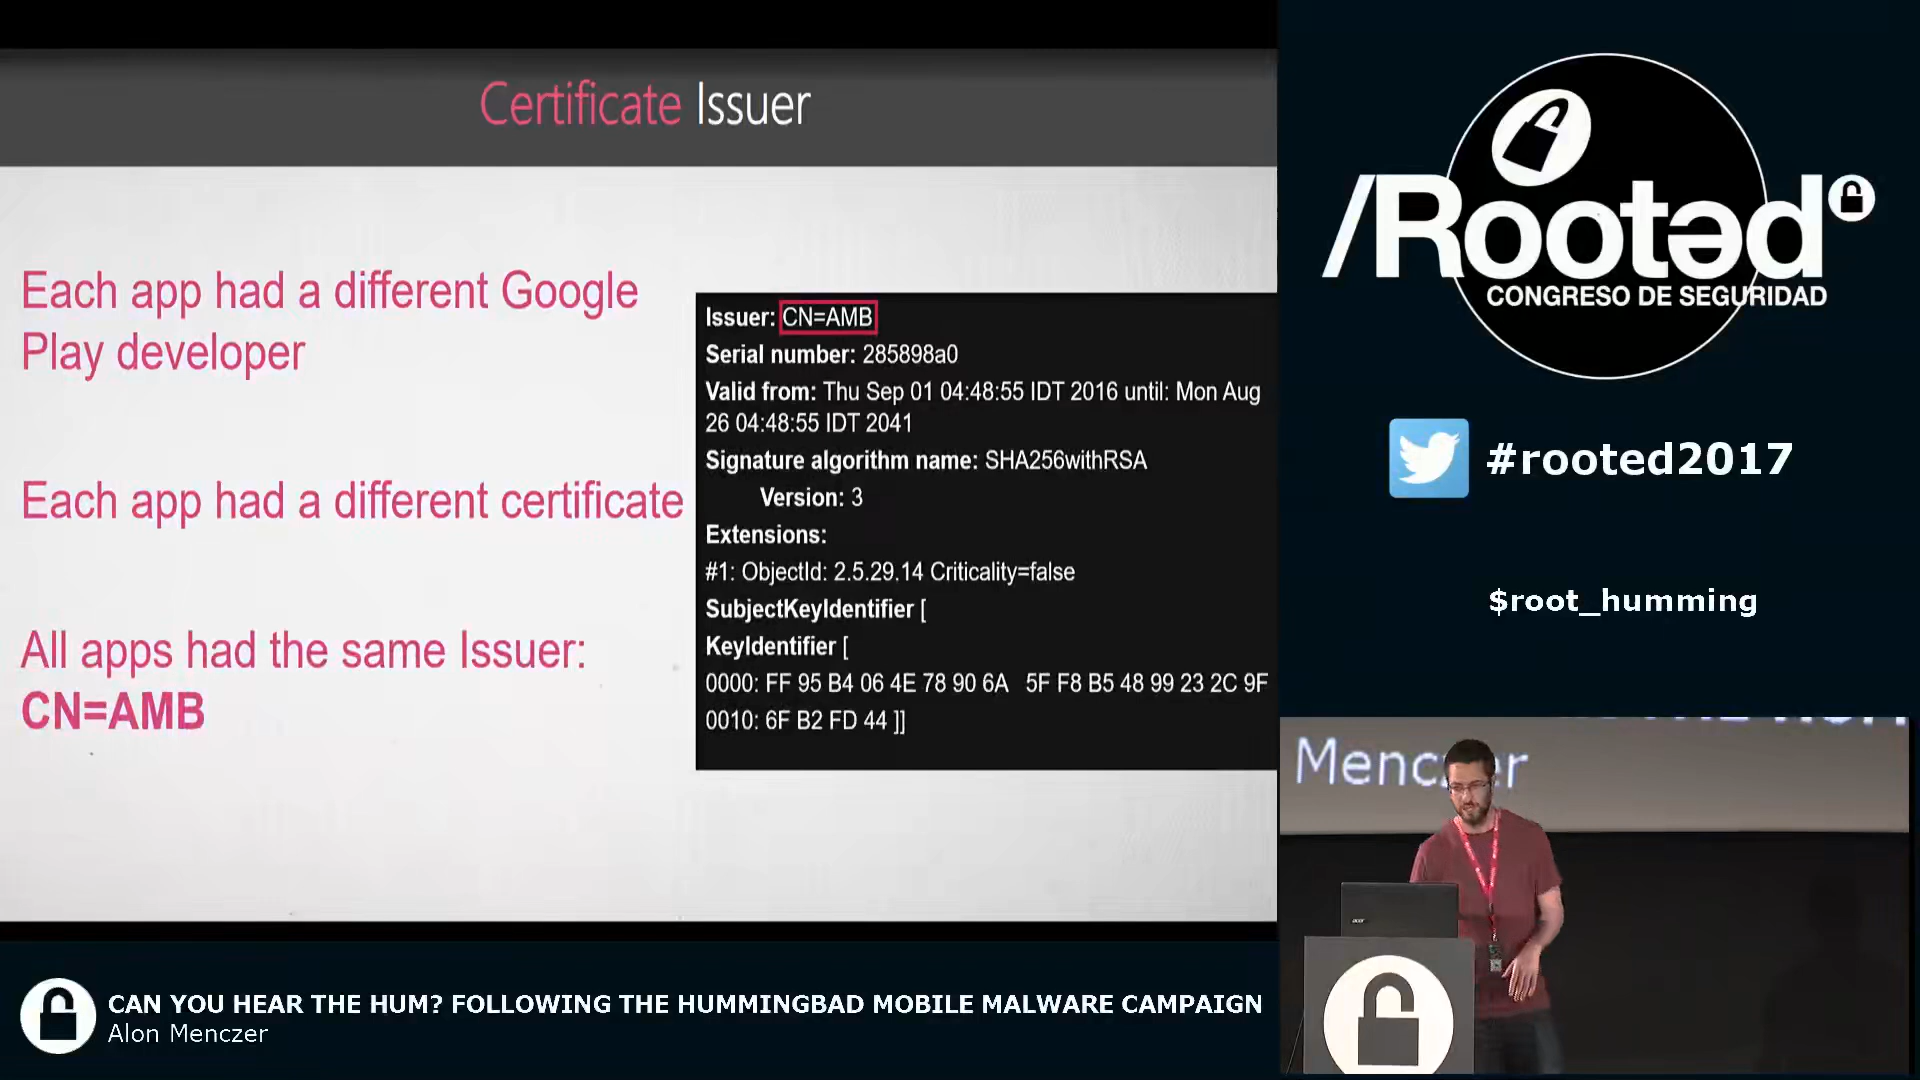 Certificate Issuer
Each app had a different Google
Play developer
Each app had a different certificate
All apps had the same Issuer:
CN=AMB
Issuer: CN=AMB
Serial number: 285898a0
Valid from: Thu Sep 01 04:48:55 IDT 2016 until: Mon Aug
26 04:48:55 IDT 2041
Signature algorithm name: SHA256withRSA
Version: 3
Extensions:
#1: ObjectId: 2.5.29.14 Criticality=false
SubjectKeyIdentifier [
KeyIdentifier [
0000: FF 95 B4 06 4E 78 90 6A 5F F8 B5 48 99 23 2C 9F
0010: 6F B2 FD 44 ]]
/Rooted
CONGRESO DE SEGURIDAD
#rooted2017
$root_humming
Menczer
acer
CAN YOU HEAR THE HUM? FOLLOWING THE HUMMINGBAD MOBILE MALWARE CAMPAIGN
Alon Menczer